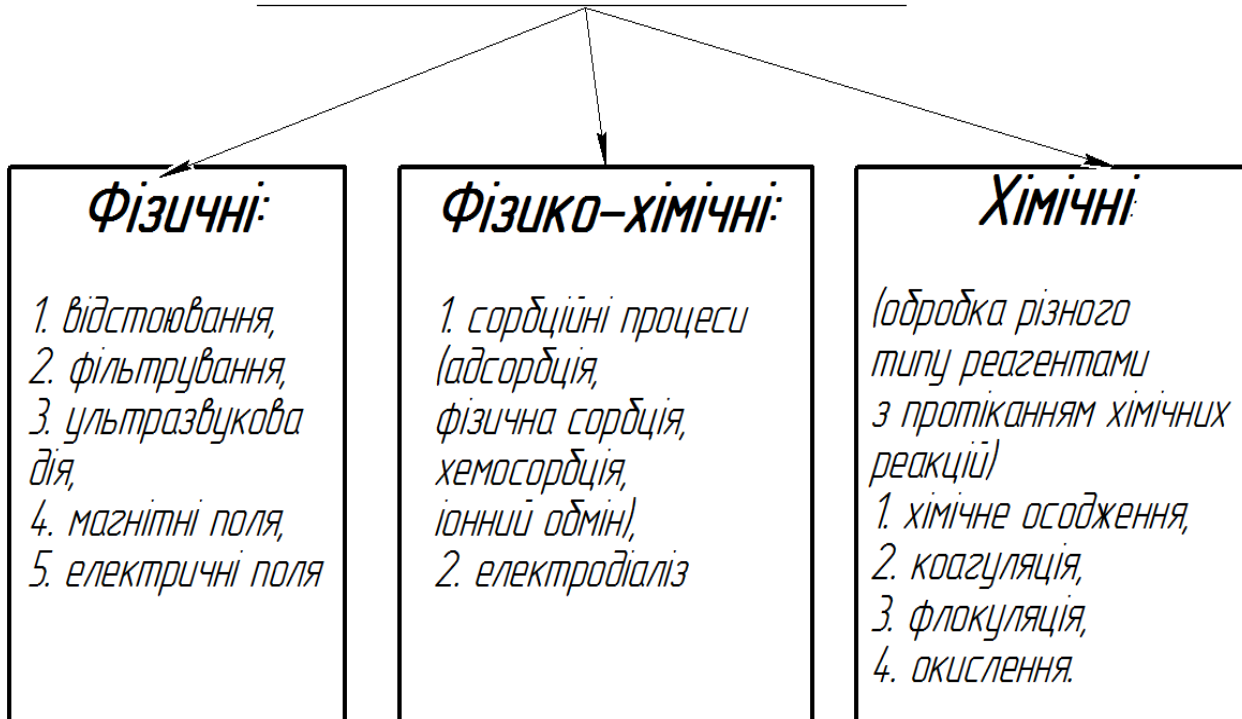 Фізичні:
1. відстоювання,
2. фільтрування,
3. ультразвукова
дія,
4. магнітні поля,
5. електричні поля
Фізико-хімічні:
1. сорбційні процеси
(адсорбція,
фізична сорбція,
хемосорбція,
іонний обмін),
2. електродіаліз
Хімічні:
(обробка різного
типу реагентами
з протіканням хімічних
реакцій)
1. хімічне осодження,
2. коагуляція,
3. флокуляція,
4. окислення.